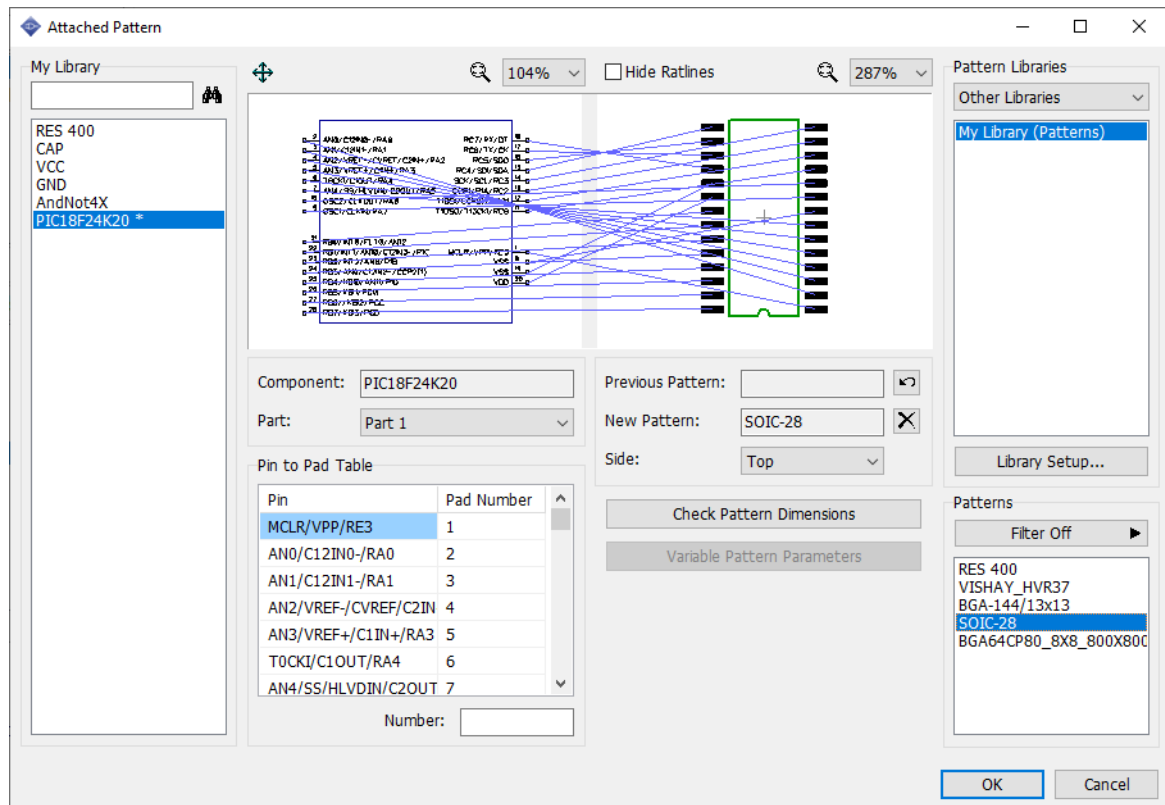 Attached Pattern
My Library
RES 400
CAP
VCC
GND
AndNot4X
PIC18F24K20 *
104%
Hide Ratlines
287%
Component: PIC18F24K20
Part: Part 1
Pin to Pad Table
Pin Pad Number
MCLR/VPP/RE3 1
AN0/C12IN0-/RA0 2
AN1/C12IN1-/RA1 3
AN2/VREF-/CVREF/C2IN 4
AN3/VREF+/C1IN+/RA3 5
T0CKI/C1OUT/RA4 6
AN4/SS/HLVDIN/C2OUT 7
Number:
Previous Pattern:
New Pattern: SOIC-28
Side: Top
Check Pattern Dimensions
Variable Pattern Parameters
Pattern Libraries
Other Libraries
My Library (Patterns)
Library Setup...
Patterns
Filter Off
RES 400
VISHAY_HVR37
BGA-144/13x13
SOIC-28
BGA64CP80_8X8_800X800
OK
Cancel